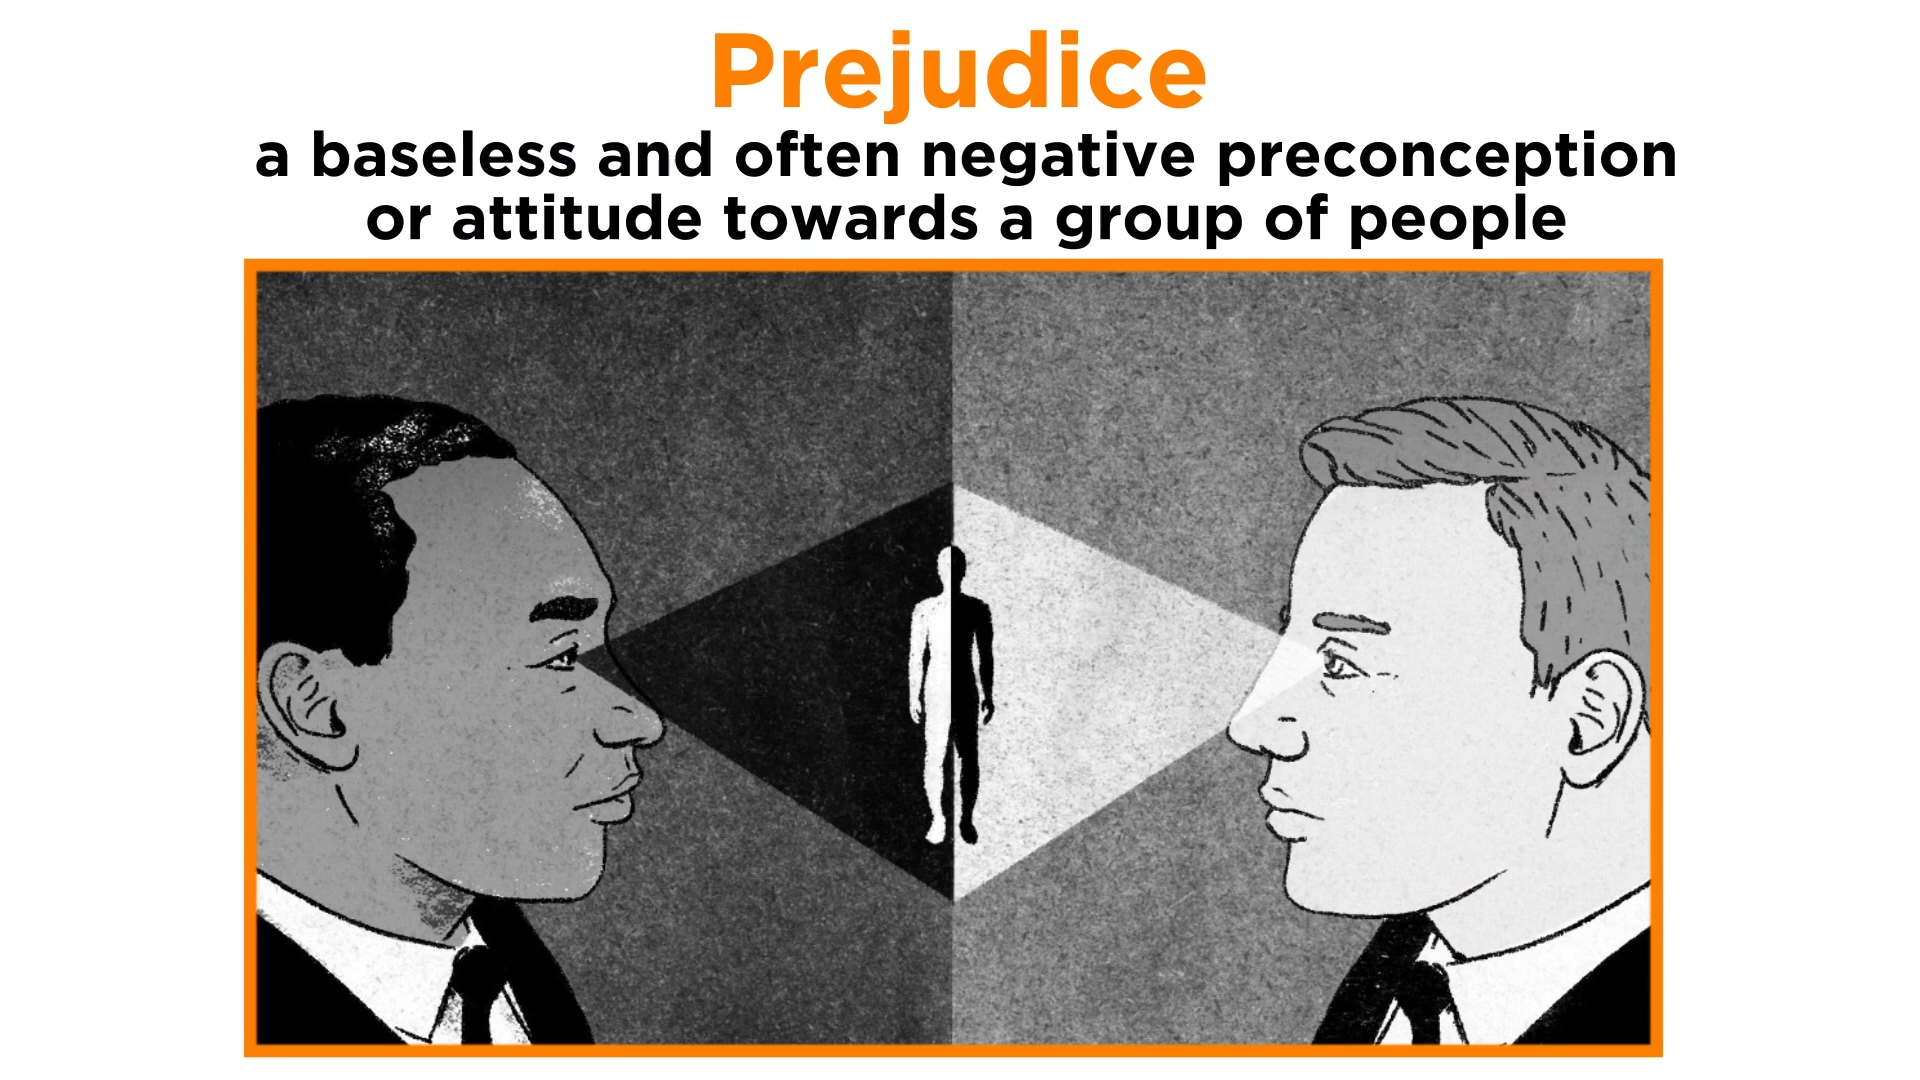 Prejudice
a baseless and often negative preconception
or attitude towards a group of people